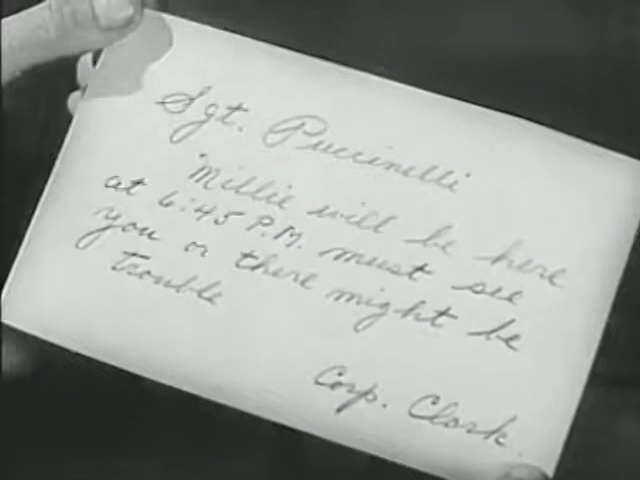 Sgt. Puccinelli
Millie will be here
at 6:45 P.M. must see
you or there might be
trouble
Corp. Clark.